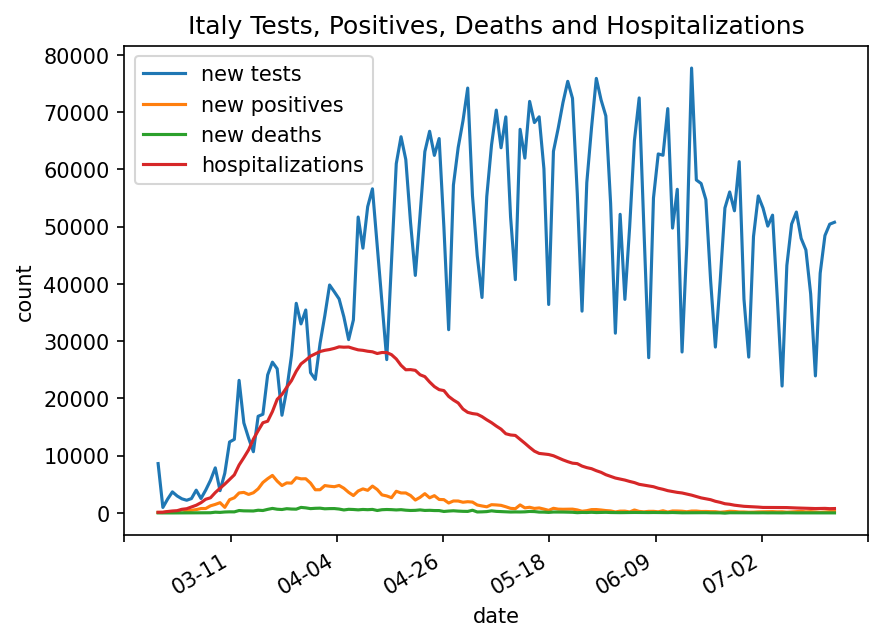 Italy Tests, Positives, Deaths and Hospitalizations
new tests
new positives
new deaths
hospitalizations
80000
70000
60000
50000
40000
30000
20000
10000
0
count
03-11
04-04
04-26
05-18
06-09
07-02
date